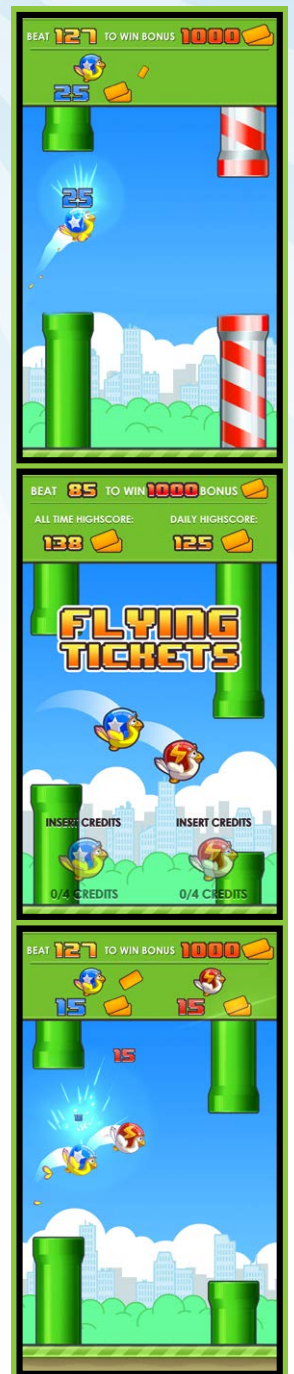 BEAT 127 TO WIN BONUS 1000
25
25
BEAT 85 TO WIN 1000 BONUS
ALL TIME HIGHSCORE: DAILY HIGHSCORE:
138 125
FLYING
TICKETS
INSERT CREDITS INSERT CREDITS
0/4 CREDITS 0/4 CREDITS
BEAT 127 TO WIN BONUS 1000
15 15
15